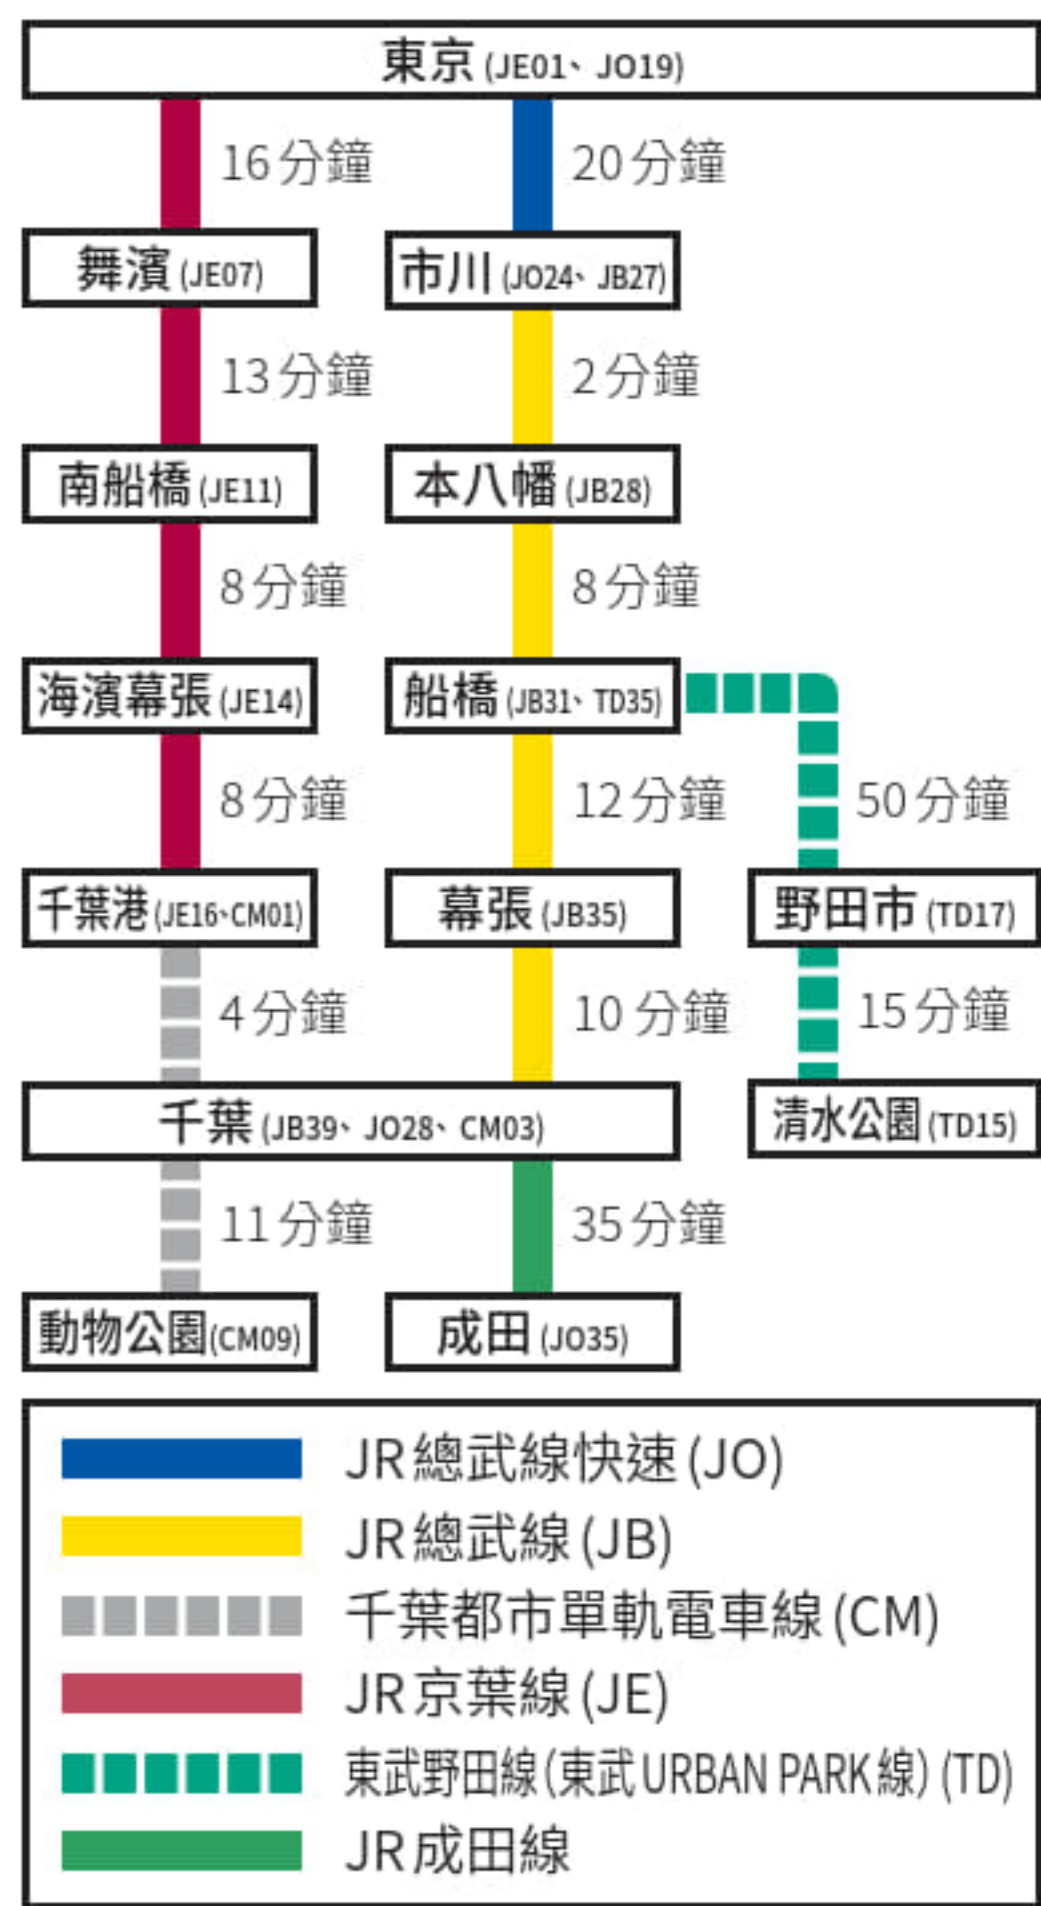 東京 (JE01、JO19)
16分鐘 20分鐘
舞濱 (JE07) 市川 (JO24、JB27)
13分鐘 2分鐘
南船橋 (JE11) 本八幡 (JB28)
8分鐘 8分鐘
海濱幕張 (JE14) 船橋 (JB31、TD35)
8分鐘 12分鐘 50分鐘
千葉港 (JE16、CM01) 幕張 (JB35) 野田市 (TD17)
4分鐘 10 分鐘 15分鐘
千葉 (JB39、JO28、CM03) 清水公園 (TD15)
11分鐘 35分鐘
動物公園(CM09) 成田 (JO35)
JR總武線快速(JO)
JR總武線(JB)
千葉都市單軌電車線(CM)
JR京葉線(JE)
東武野田線(東武URBAN PARK線) (TD)
JR成田線